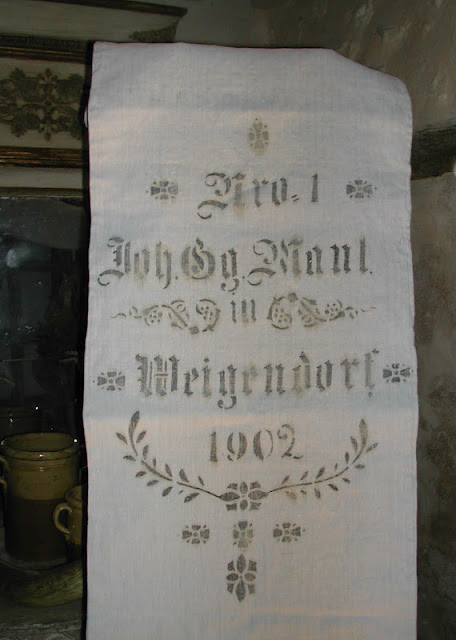 Nro. 1
Joh. Gg. Maul.
in
Weigendorf
1902